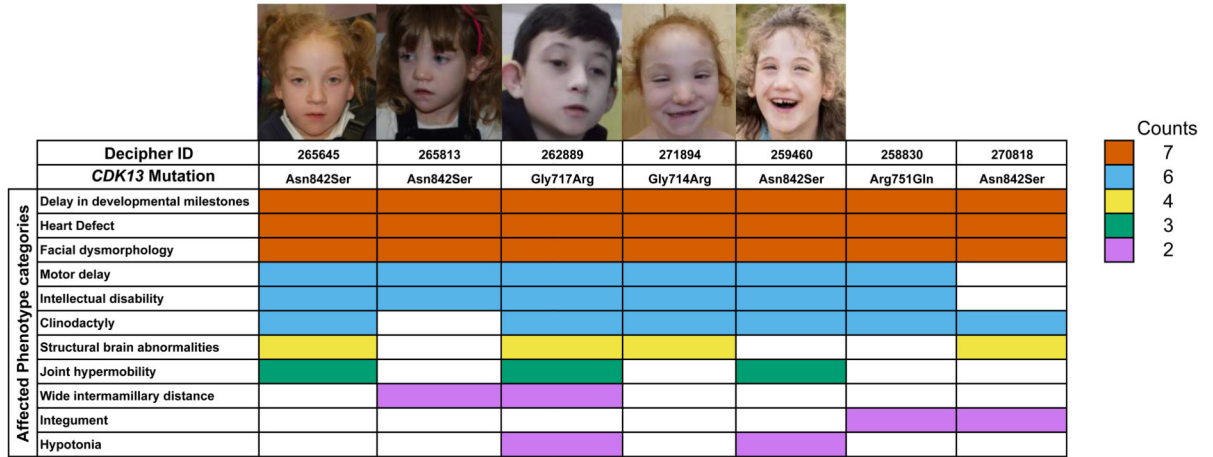 Counts
7
6
4
3
2
Decipher ID 265645 265813 262889 271894 259460 258830 270818
CDK13 Mutation Asn842Ser Asn842Ser Gly717Arg Gly714Arg Asn842Ser Arg751Gln Asn842Ser
Affected Phenotype categories
Delay in developmental milestones
Heart Defect
Facial dysmorphology
Motor delay
Intellectual disability
Clinodactyly
Structural brain abnormalities
Joint hypermobility
Wide intermamillary distance
Integument
Hypotonia